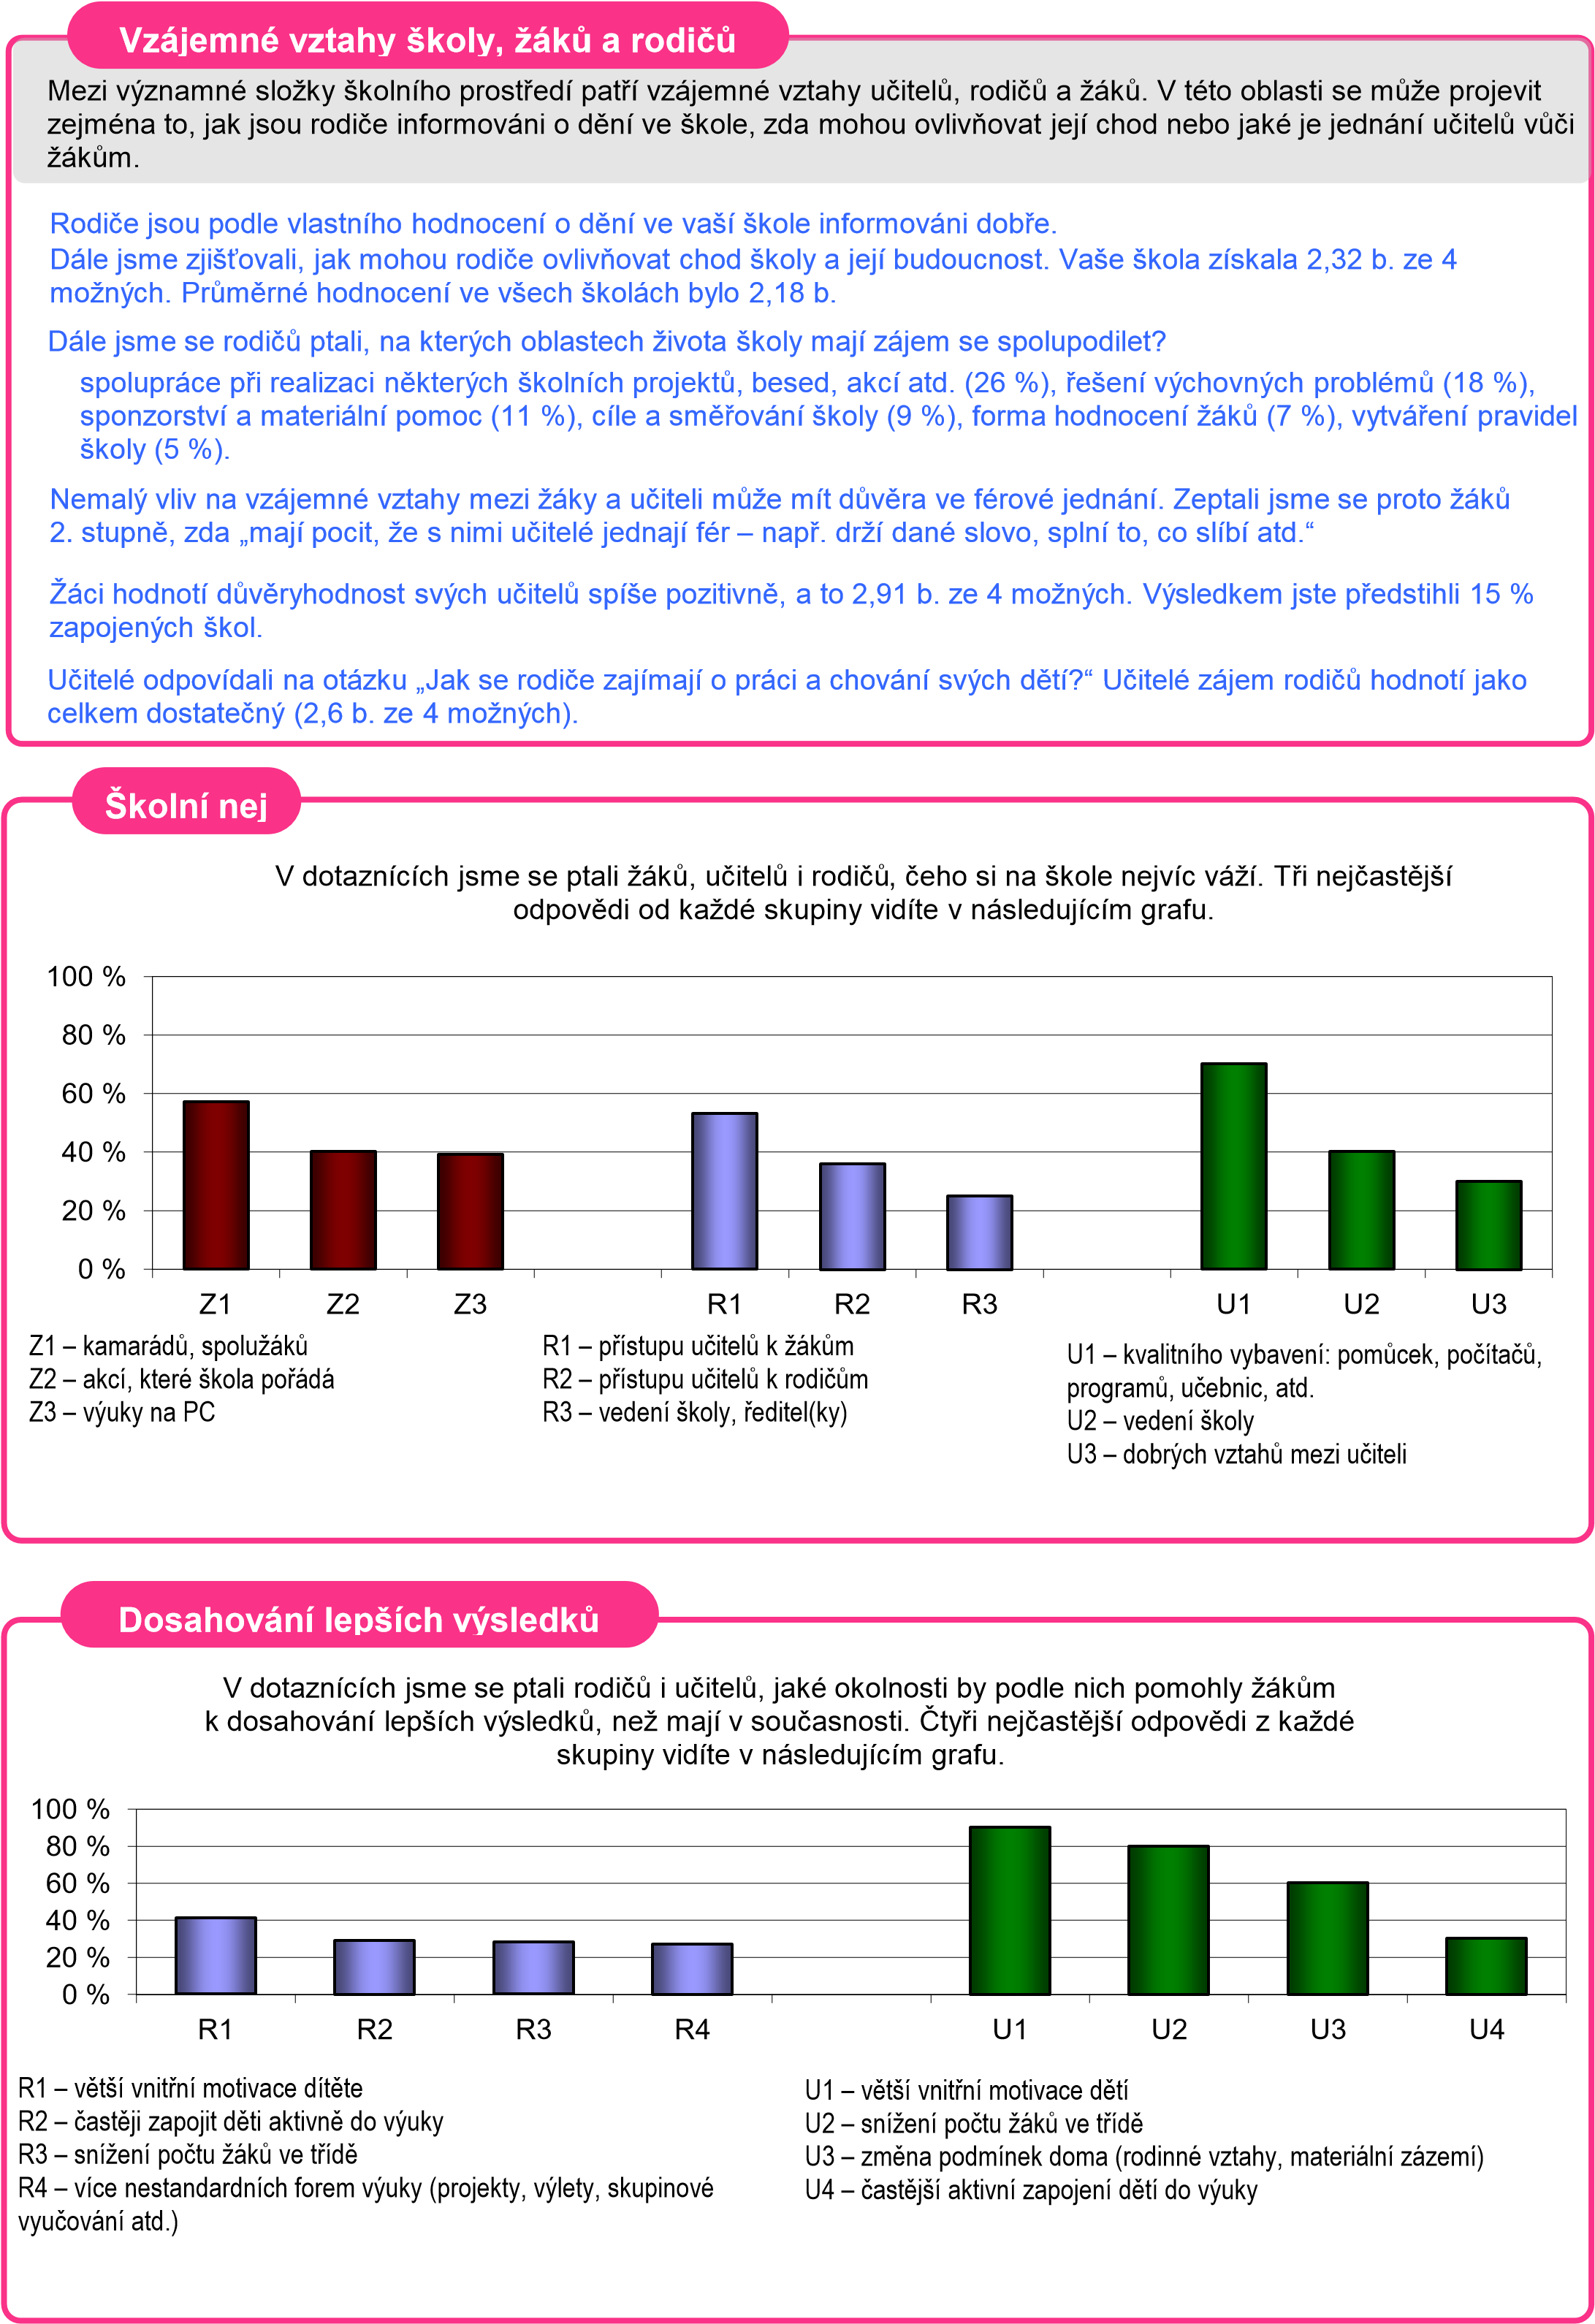 Vzájemné vztahy školy, žáků a rodičů
Mezi významné složky školního prostředí patří vzájemné vztahy učitelů, rodičů a žáků. V této oblasti se může projevit
zejména to, jak jsou rodiče informováni o dění ve škole, zda mohou ovlivňovat její chod nebo jaké je jednání učitelů vůči
žákům.
Rodiče jsou podle vlastního hodnocení o dění ve vaší škole informováni dobře.
Dále jsme zjišťovali, jak mohou rodiče ovlivňovat chod školy a její budoucnost. Vaše škola získala 2,32 b. ze 4
možných. Průměrné hodnocení ve všech školách bylo 2,18 b.
Dále jsme se rodičů ptali, na kterých oblastech života školy mají zájem se spolupodilet?
spolupráce při realizaci některých školních projektů, besed, akcí atd. (26 %), řešení výchovných problémů (18 %),
sponzorství a materiální pomoc (11 %), cíle a směřování školy (9 %), forma hodnocení žáků (7 %), vytváření pravidel
školy (5 %).
Nemalý vliv na vzájemné vztahy mezi žáky a učiteli může mít důvěra ve férové jednání. Zeptali jsme se proto žáků
2. stupně, zda „mají pocit, že s nimi učitelé jednají fér – např. drží dané slovo, splní to, co slíbí atd.“
Žáci hodnotí důvěryhodnost svých učitelů spíše pozitivně, a to 2,91 b. ze 4 možných. Výsledkem jste předstihli 15 %
zapojených škol.
Učitelé odpovídali na otázku „Jak se rodiče zajímají o práci a chování svých dětí?“ Učitelé zájem rodičů hodnotí jako
celkem dostatečný (2,6 b. ze 4 možných).
Školní nej
V dotaznících jsme se ptali žáků, učitelů i rodičů, čeho si na škole nejvíc váží. Tři nejčastější
odpovědi od každé skupiny vidíte v následujícím grafu.
100 %
80 %
60 %
40 %
20 %
0 %
Z1 Z2 Z3 R1 R2 R3 U1 U2 U3
Z1 – kamarádů, spolužáků
Z2 – akcí, které škola pořádá
Z3 – výuky na PC
R1 – přístupu učitelů k žákům
R2 – přístupu učitelů k rodičům
R3 – vedení školy, ředitel(ky)
U1 – kvalitního vybavení: pomůcek, počítačů,
programů, učebnic, atd.
U2 – vedení školy
U3 – dobrých vztahů mezi učiteli
Dosahování lepších výsledků
V dotaznících jsme se ptali rodičů i učitelů, jaké okolnosti by podle nich pomohly žákům
k dosahování lepších výsledků, než mají v současnosti. Čtyři nejčastější odpovědi z každé
skupiny vidíte v následujícím grafu.
100 %
80 %
60 %
40 %
20 %
0 %
R1 R2 R3 R4 U1 U2 U3 U4
R1 – větší vnitřní motivace dítěte
R2 – častěji zapojit děti aktivně do výuky
R3 – snížení počtu žáků ve třídě
R4 – více nestandardních forem výuky (projekty, výlety, skupinové
vyučování atd.)
U1 – větší vnitřní motivace dětí
U2 – snížení počtu žáků ve třídě
U3 – změna podmínek doma (rodinné vztahy, materiální zázemí)
U4 – častější aktivní zapojení dětí do výuky